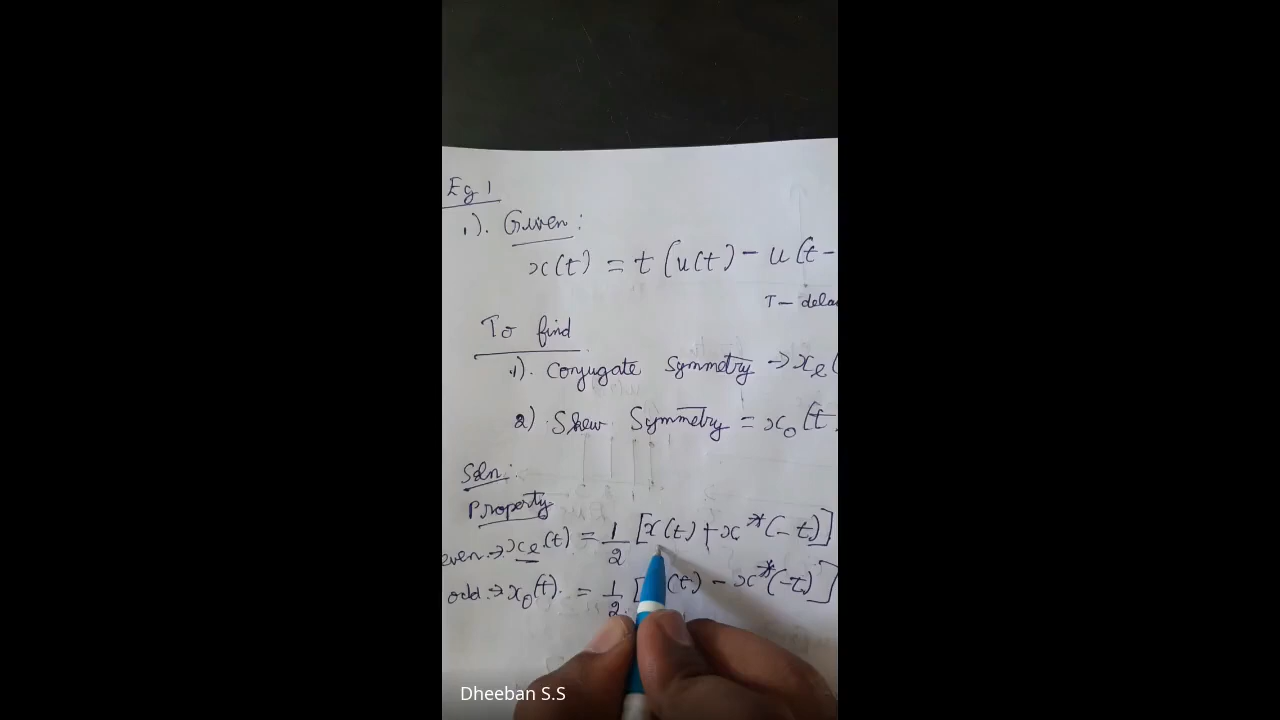 Eg 1
1). Given:
x(t) = t (u(t) - u(t-
T- dela
To find
1). Conjugate Symmetry → xe(
2) Skew Symmetry = xo(t
Soln:
Property
even → xe(t) = 1/2 [x(t) + x*(-t)]
odd → xo(t). = 1/2 [x(t) - x*(-t)]
Dheeban S.S